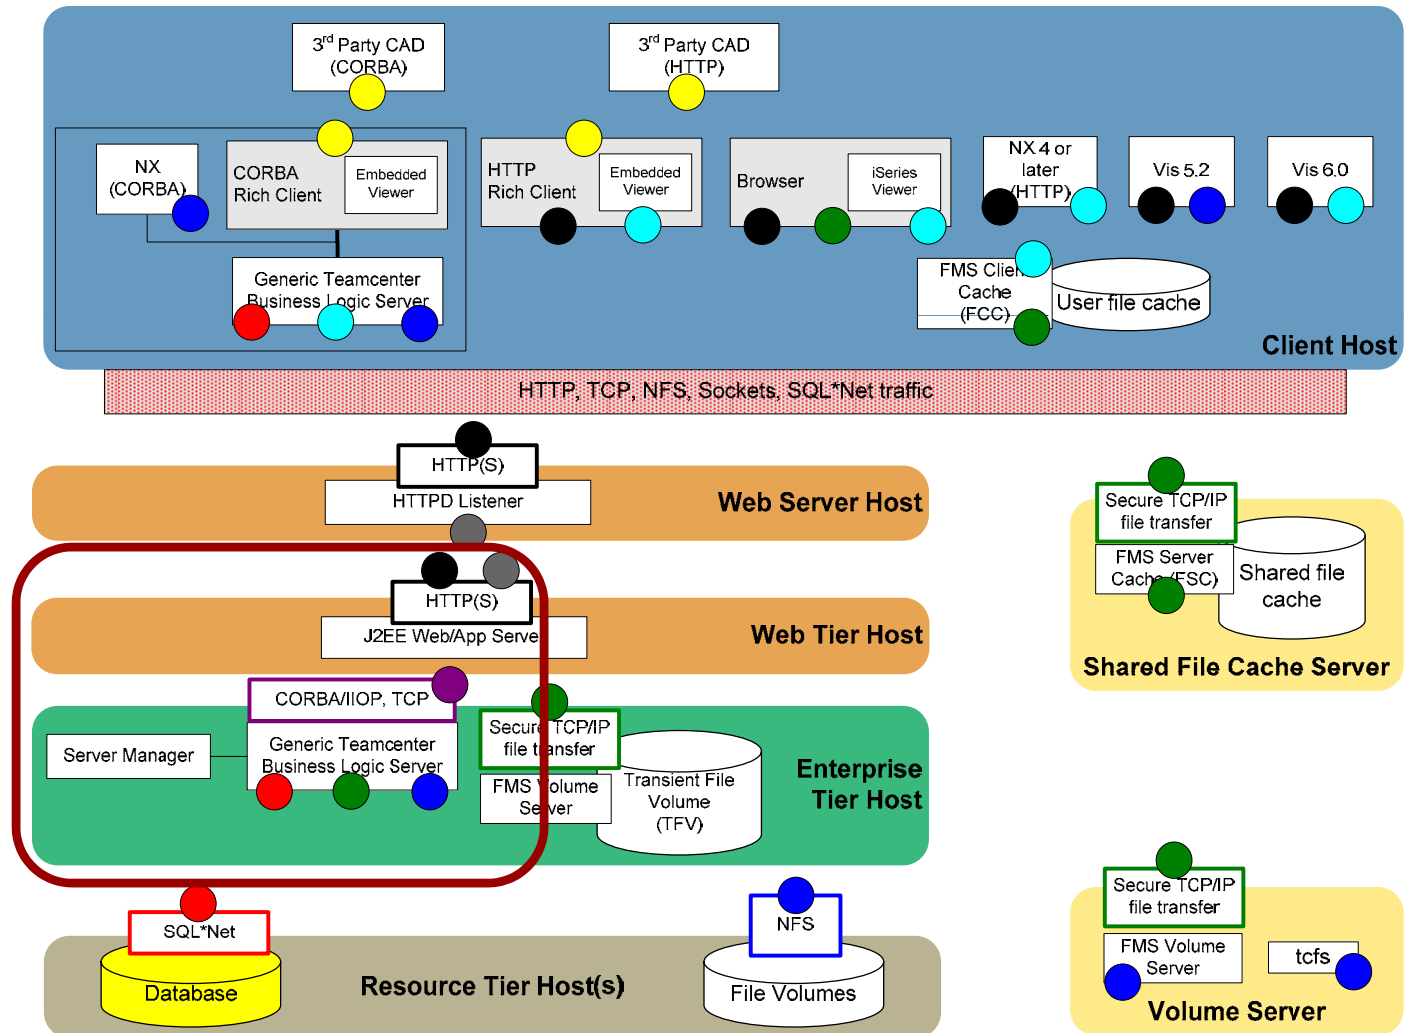 3rd Party CAD
(CORBA)
3rd Party CAD
(HTTP)
NX
(CORBA)
CORBA
Rich Client
Embedded
Viewer
HTTP
Rich Client
Embedded
Viewer
Browser
iSeries
Viewer
NX 4 or
later
(HTTP)
Vis 5.2
Vis 6.0
Generic Teamcenter
Business Logic Server
FMS Client
Cache
(FCC)
User file cache
Client Host
HTTP, TCP, NFS, Sockets, SQL*Net traffic
HTTP(S)
HTTPD Listener
Web Server Host
HTTP(S)
J2EE Web/App Server
Web Tier Host
Secure TCP/IP
file transfer
FMS Server
Cache (FSC)
Shared file
cache
Shared File Cache Server
CORBA/IIOP, TCP
Server Manager
Generic Teamcenter
Business Logic Server
Secure TCP/IP
file transfer
FMS Volume
Server
Transient File
Volume
(TFV)
Enterprise
Tier Host
SQL*Net
Database
Resource Tier Host(s)
NFS
File Volumes
Secure TCP/IP
file transfer
FMS Volume
Server
tcfs
Volume Server